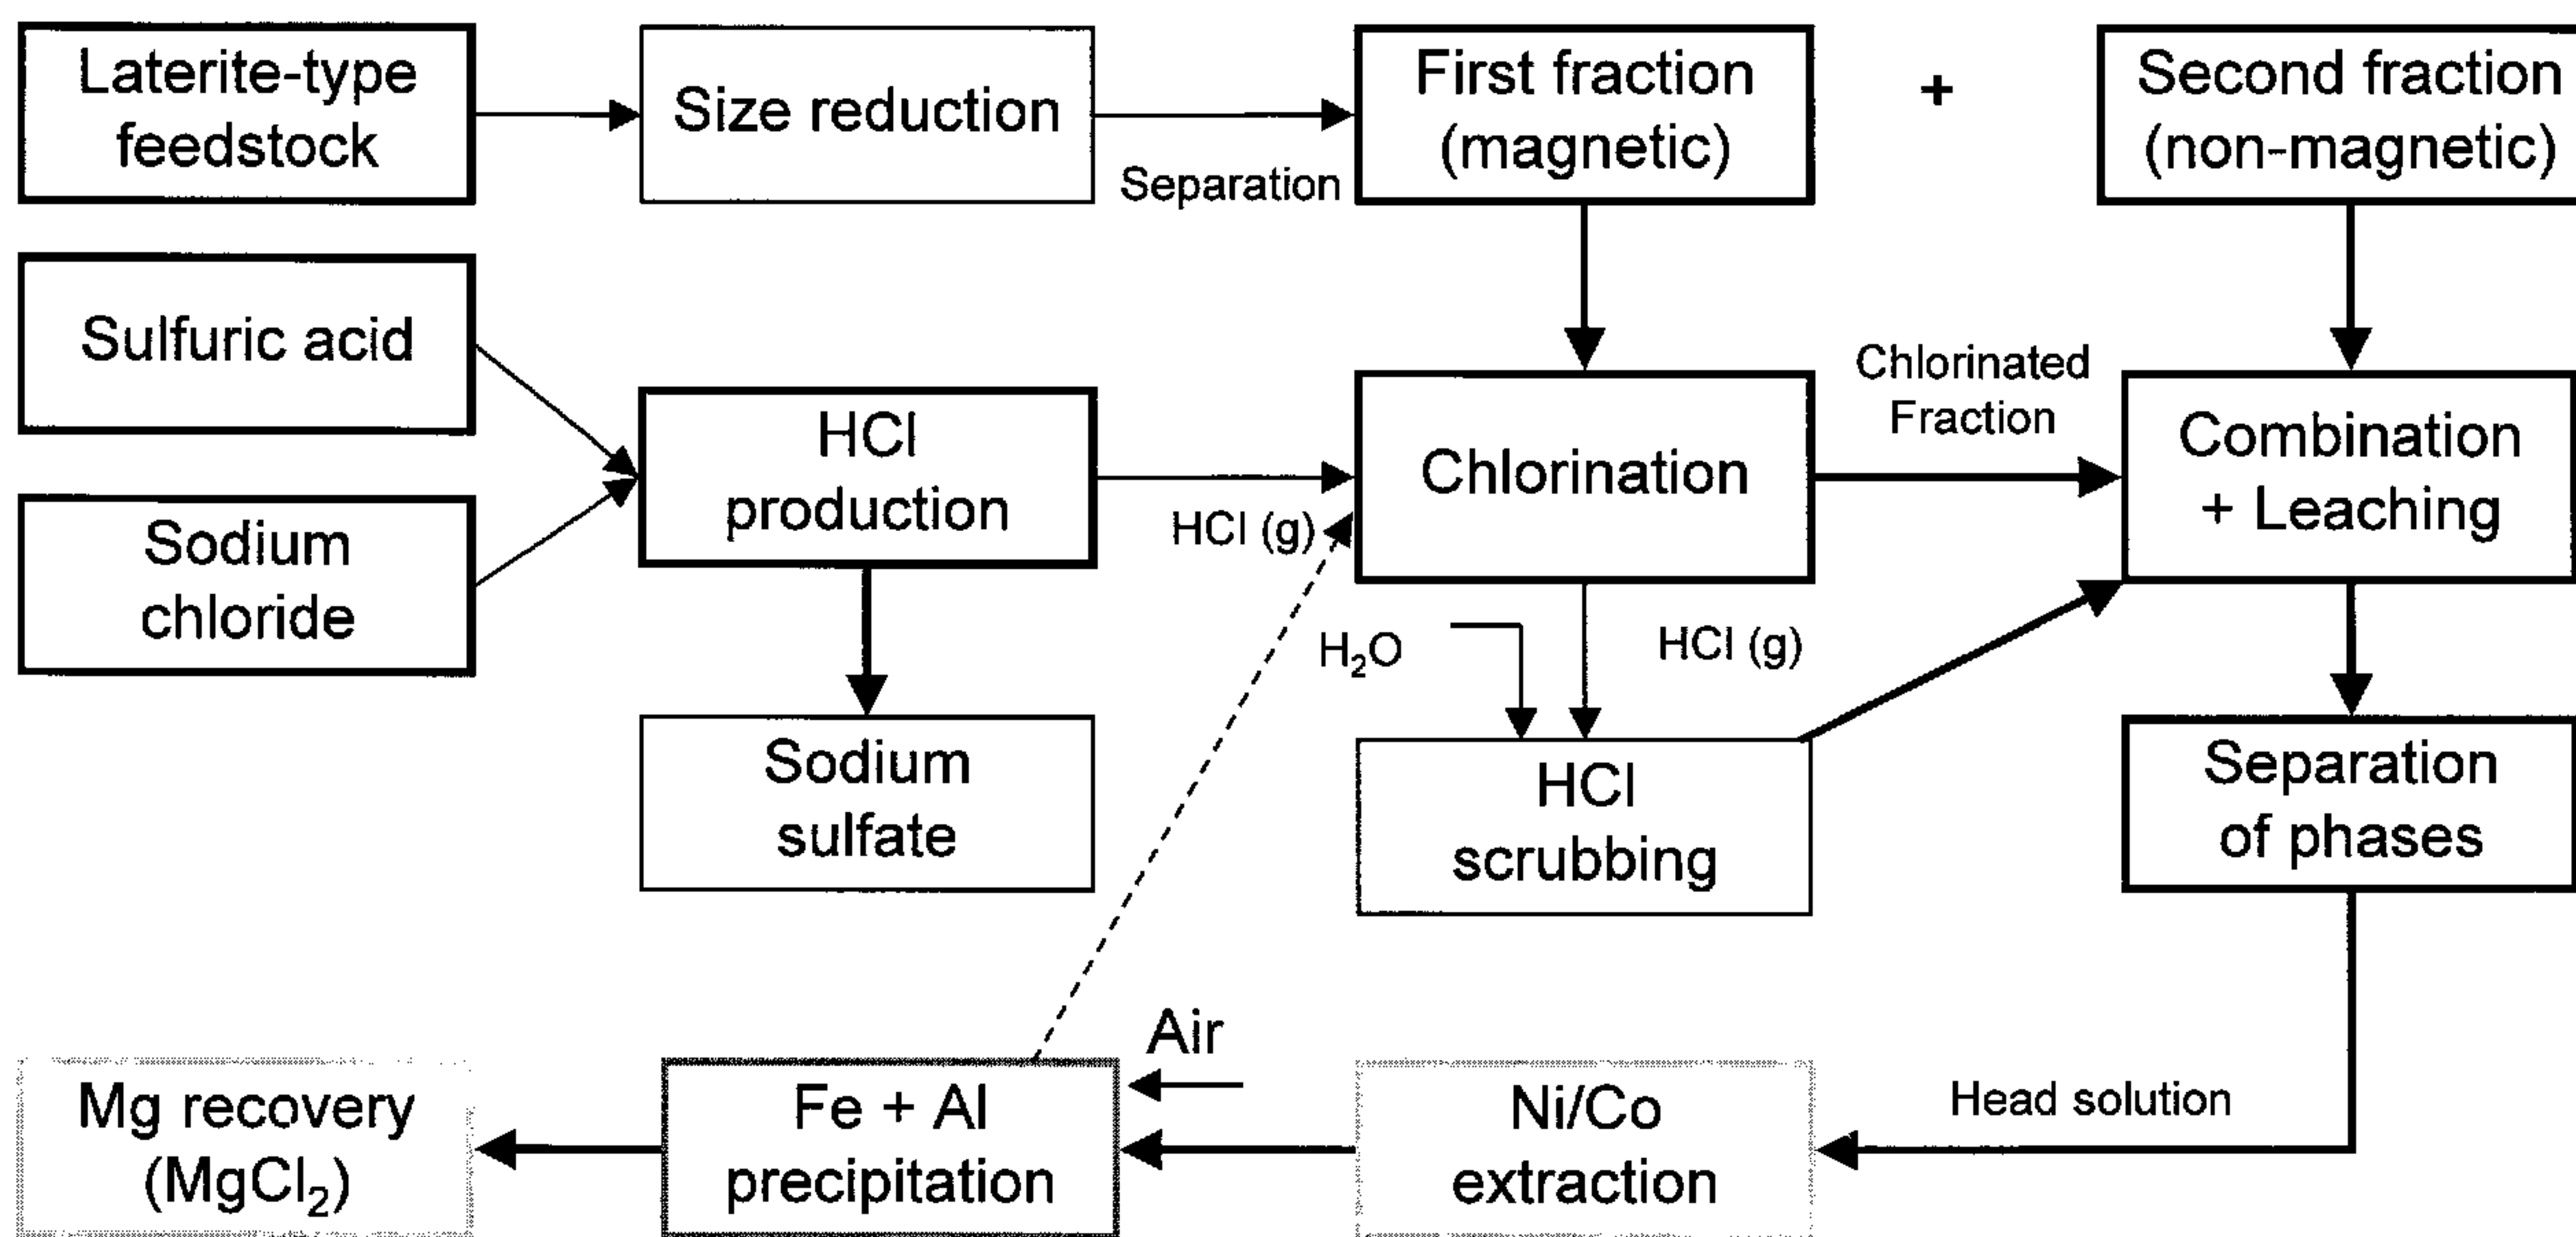 Laterite-type
feedstock
Size reduction
Separation
First fraction
(magnetic)
+
Second fraction
(non-magnetic)
Sulfuric acid
Sodium
chloride
HCl
production
HCl (g)
Chlorination
Chlorinated
Fraction
Combination
+ Leaching
H₂O
HCl (g)
Sodium
sulfate
HCl
scrubbing
Separation
of phases
Mg recovery
(MgCl₂)
Fe + Al
precipitation
Air
Ni/Co
extraction
Head solution